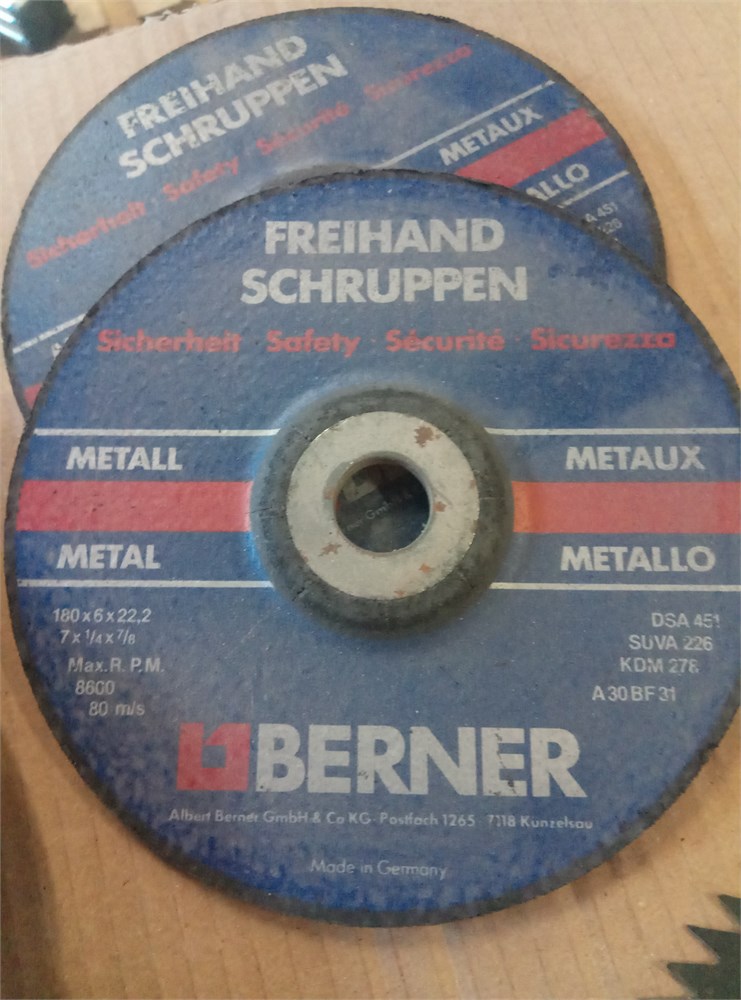 FREIHAND
SCHRUPPEN
Sicherheit · Safety · Sécurité · Sicurezza
METAUX
METALLO
A 451
FREIHAND
SCHRUPPEN
Sicherheit · Safety · Sécurité · Sicurezza
METALL METAUX
METAL METALLO
180 x 6 x 22,2 DSA 451
7 x 1/4 x 7/8 SUVA 226
Max. R. P. M. KDM 278
8600 A 30 BF 31
80 m/s
BERNER
Albert Berner GmbH & Co KG · Postfach 1265 · 7118 Künzelsau
Made in Germany